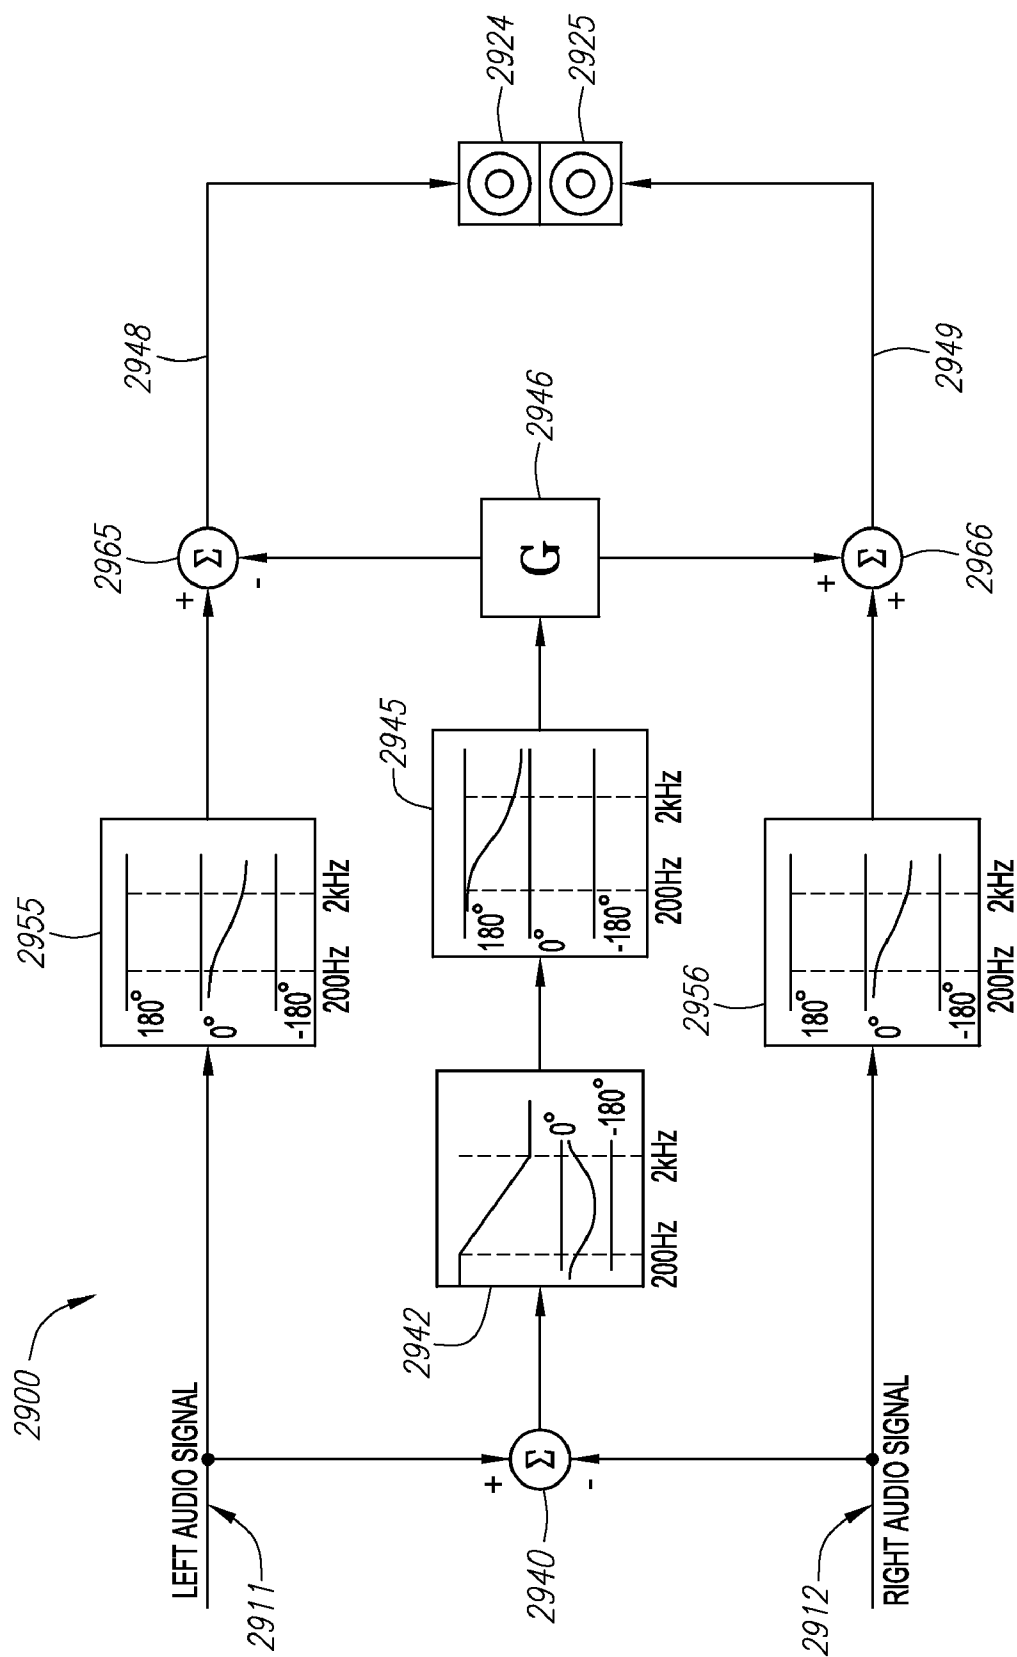 2900
LEFT AUDIO SIGNAL
2911
2955
180°
0°
-180°
200Hz
2kHz
+
-
Σ
2965
2948
+
-
Σ
2940
2942
0°
-180°
200Hz
2kHz
2945
180°
0°
-180°
200Hz
2kHz
G
2946
2924
2925
2912
RIGHT AUDIO SIGNAL
2956
180°
0°
-180°
200Hz
2kHz
+
+
Σ
2966
2949